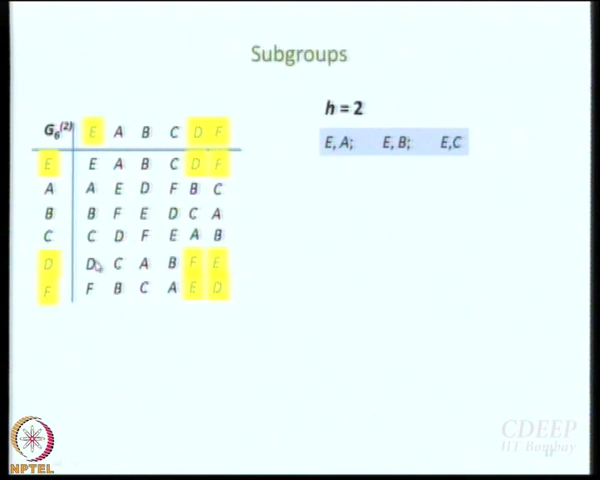 Subgroups
G6(2) E A B C D F
E E A B C D F
A A E D F B C
B B F E D C A
C C D F E A B
D D C A B F E
F F B C A E D
h = 2
E, A; E, B; E,C
CDEEP
IIT Bombay
NPTEL